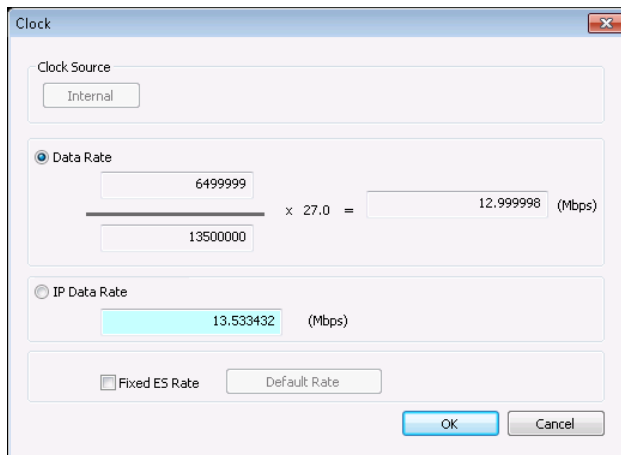 Clock
Clock Source
Internal
Data Rate
6499999
x 27.0 = 12.999998 (Mbps)
13500000
IP Data Rate
13.533432 (Mbps)
Fixed ES Rate Default Rate
OK Cancel